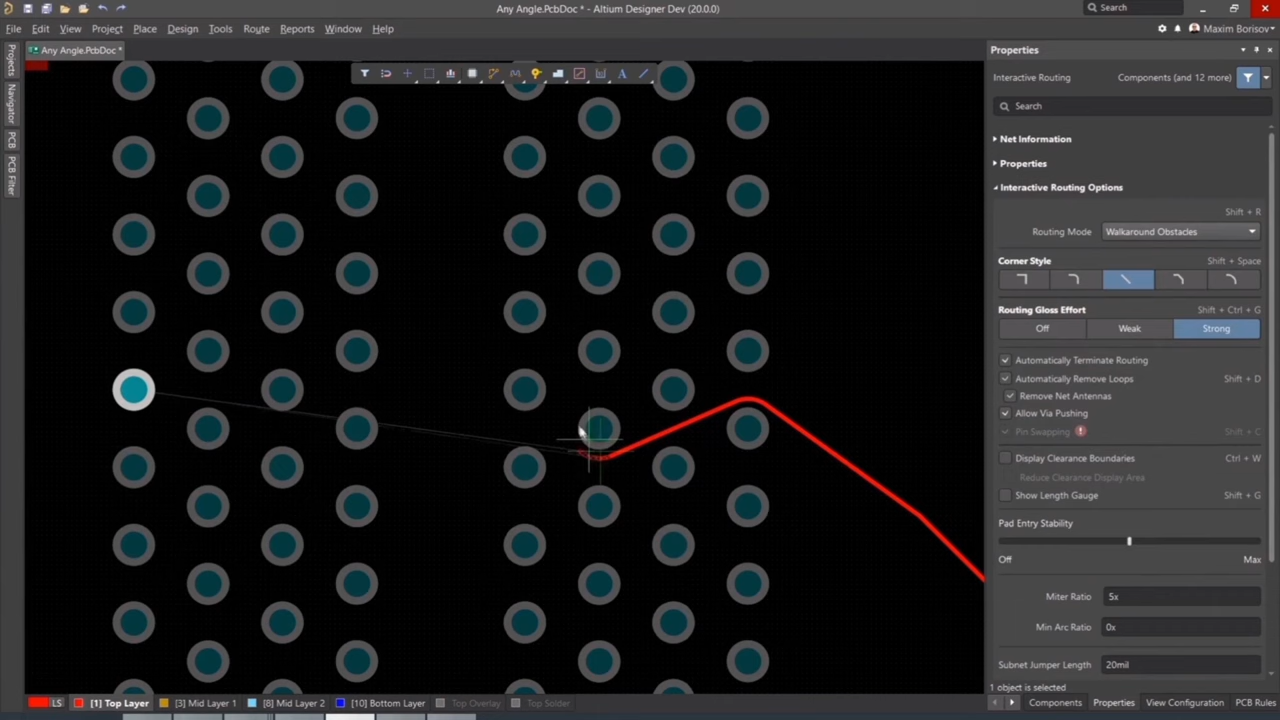 Any Angle.PcbDoc * - Altium Designer Dev (20.0.0)
Search
File Edit View Project Place Design Tools Route Reports Window Help
Maxim Borisov
Any Angle.PcbDoc *
Projects
Navigator
PCB
PCB Filter
Properties
Interactive Routing Components (and 12 more)
Search
Net Information
Properties
Interactive Routing Options
Shift + R
Routing Mode Walkaround Obstacles
Corner Style Shift + Space
Routing Gloss Effort Shift + Ctrl + G
Off Weak Strong
Automatically Terminate Routing
Automatically Remove Loops Shift + D
Remove Net Antennas
Allow Via Pushing
Pin Swapping Shift + C
Display Clearance Boundaries Ctrl + W
Reduce Clearance Display Area
Show Length Gauge Shift + G
Pad Entry Stability
Off Max
Miter Ratio 5x
Min Arc Ratio 0x
Subnet Jumper Length 20mil
1 object is selected
LS [1] Top Layer [3] Mid Layer 1 [8] Mid Layer 2 [10] Bottom Layer Top Overlay Top Solder
Components Properties View Configuration PCB Rules